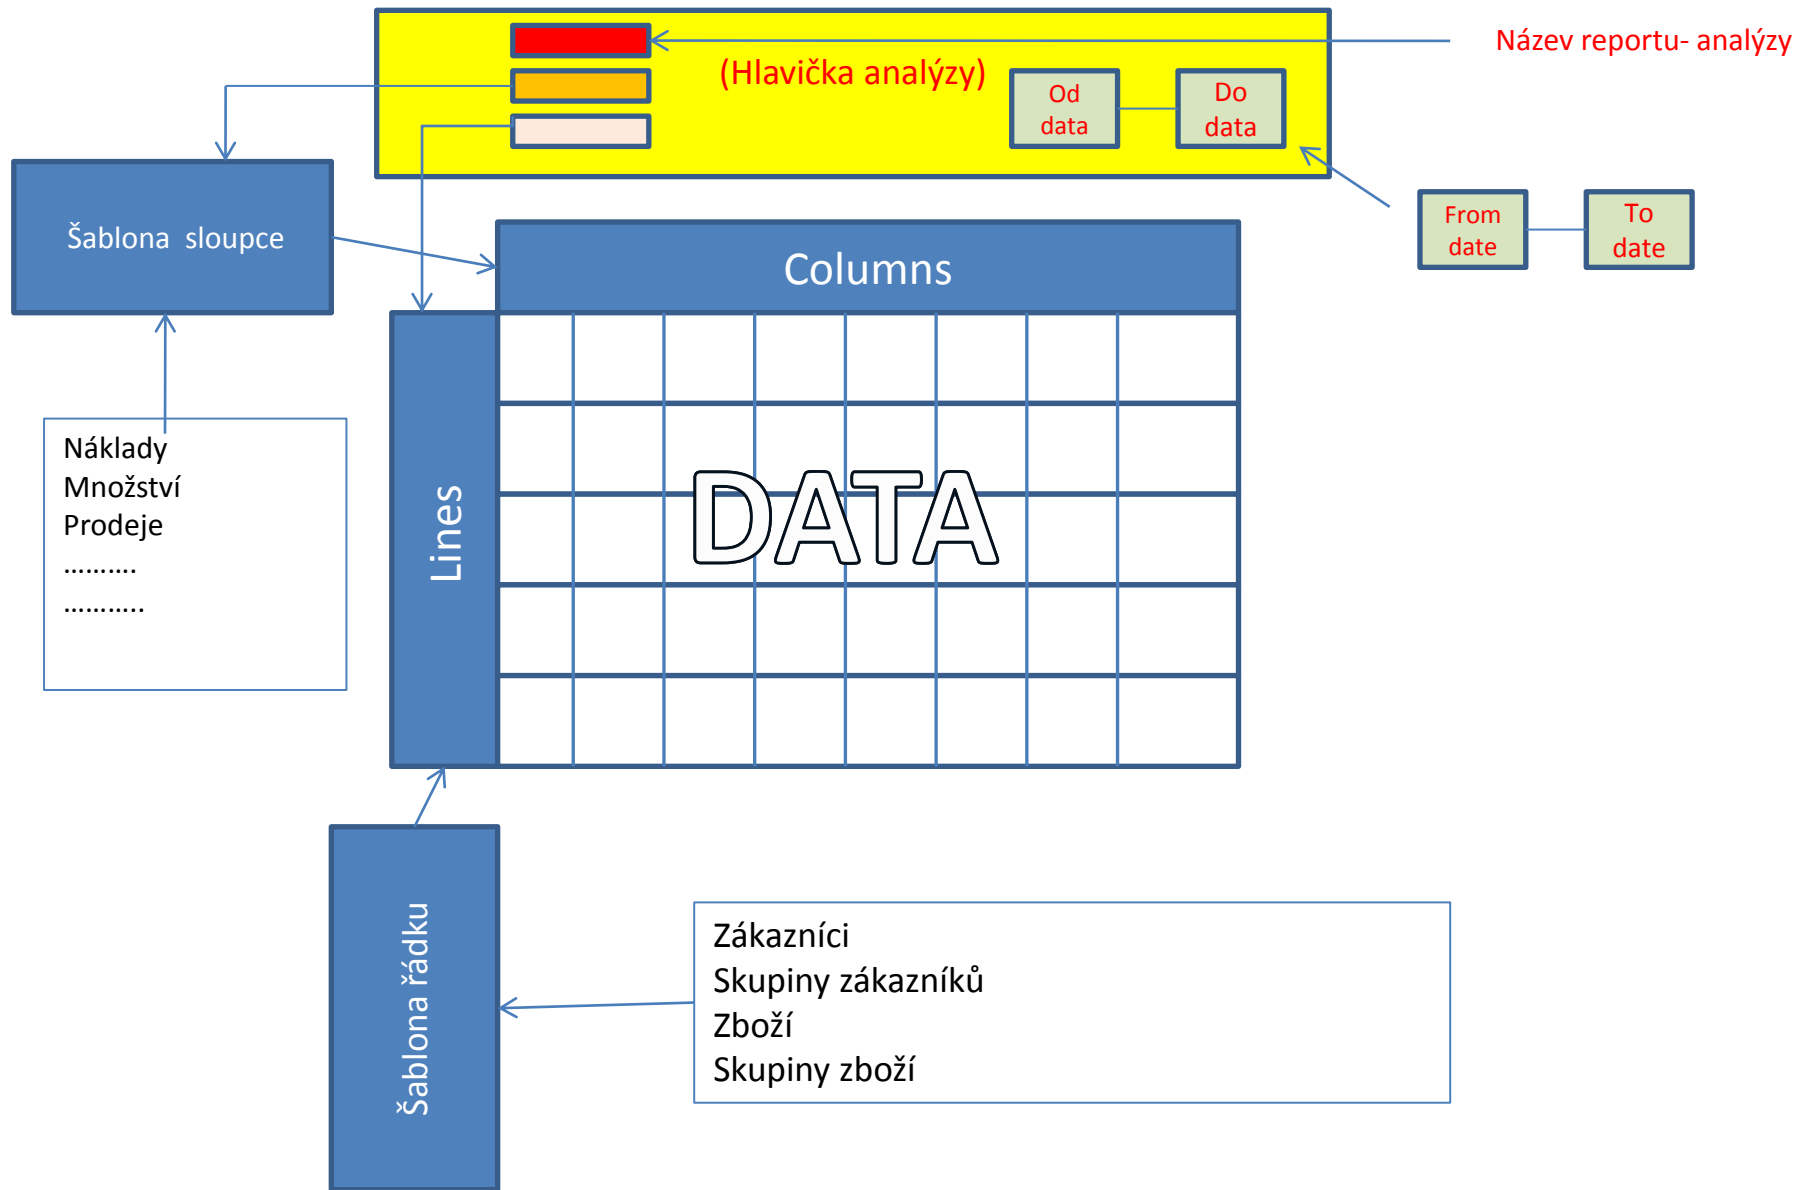 Název reportu- analýzy
(Hlavička analýzy)
Od
data
Do
data
From
date
To
date
Šablona sloupce
Columns
Náklady
Množství
Prodeje
……….
………..
Lines
DATA
Šablona řádku
Zákazníci
Skupiny zákazníků
Zboží
Skupiny zboží